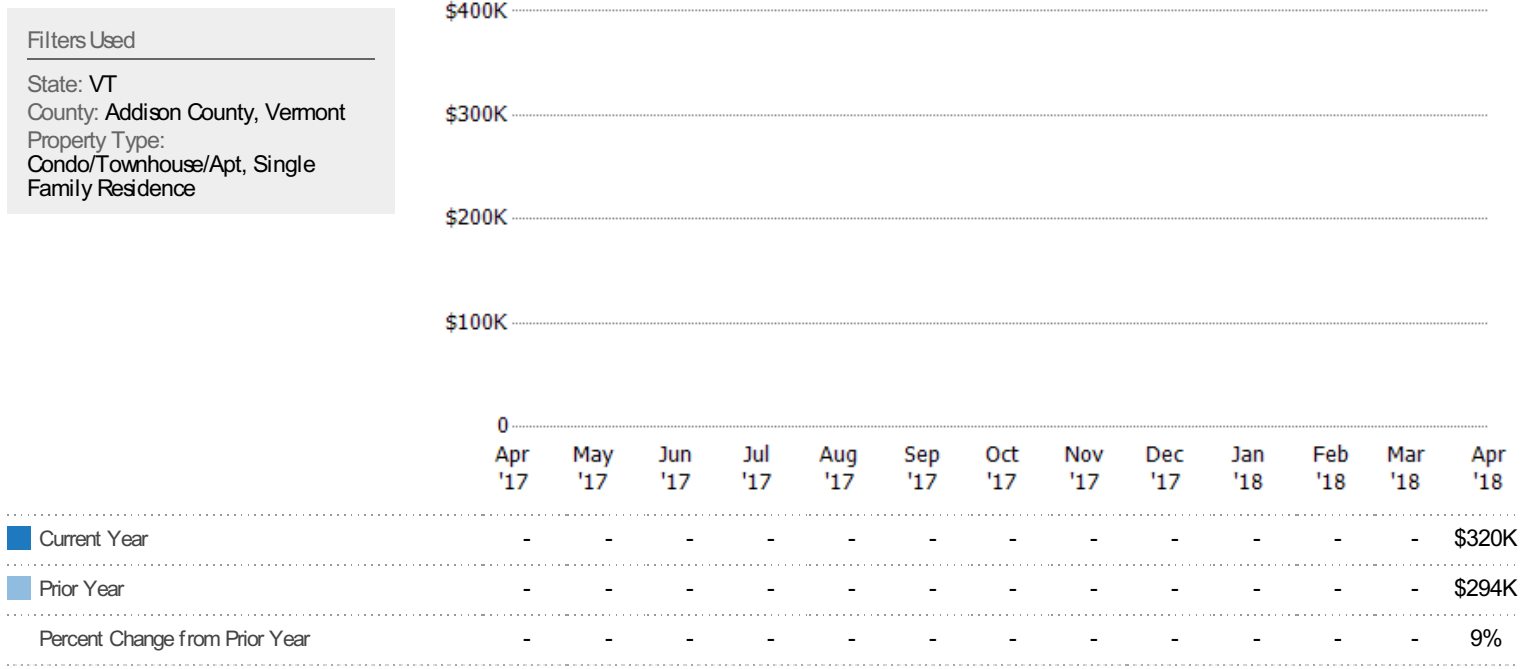 Filters Used
State: VT
County: Addison County, Vermont
Property Type:
Condo/Townhouse/Apt, Single
Family Residence
$400K
$300K
$200K
$100K
0
Apr May Jun Jul Aug Sep Oct Nov Dec Jan Feb Mar Apr
'17 '17 '17 '17 '17 '17 '17 '17 '17 '18 '18 '18 '18
Current Year - - - - - - - - - - - - $320K
Prior Year - - - - - - - - - - - - $294K
Percent Change from Prior Year - - - - - - - - - - - - 9%